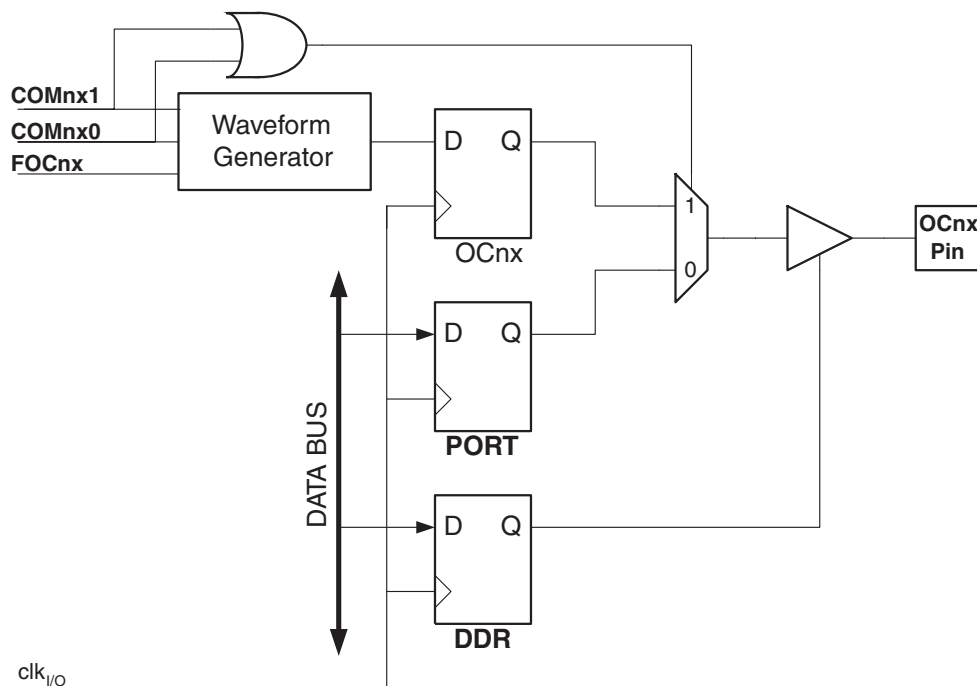 COMnx1
COMnx0
FOCnx
Waveform
Generator
D Q
OCnx
1
0
OCnx
Pin
D Q
PORT
DATA BUS
D Q
DDR
clkI/O